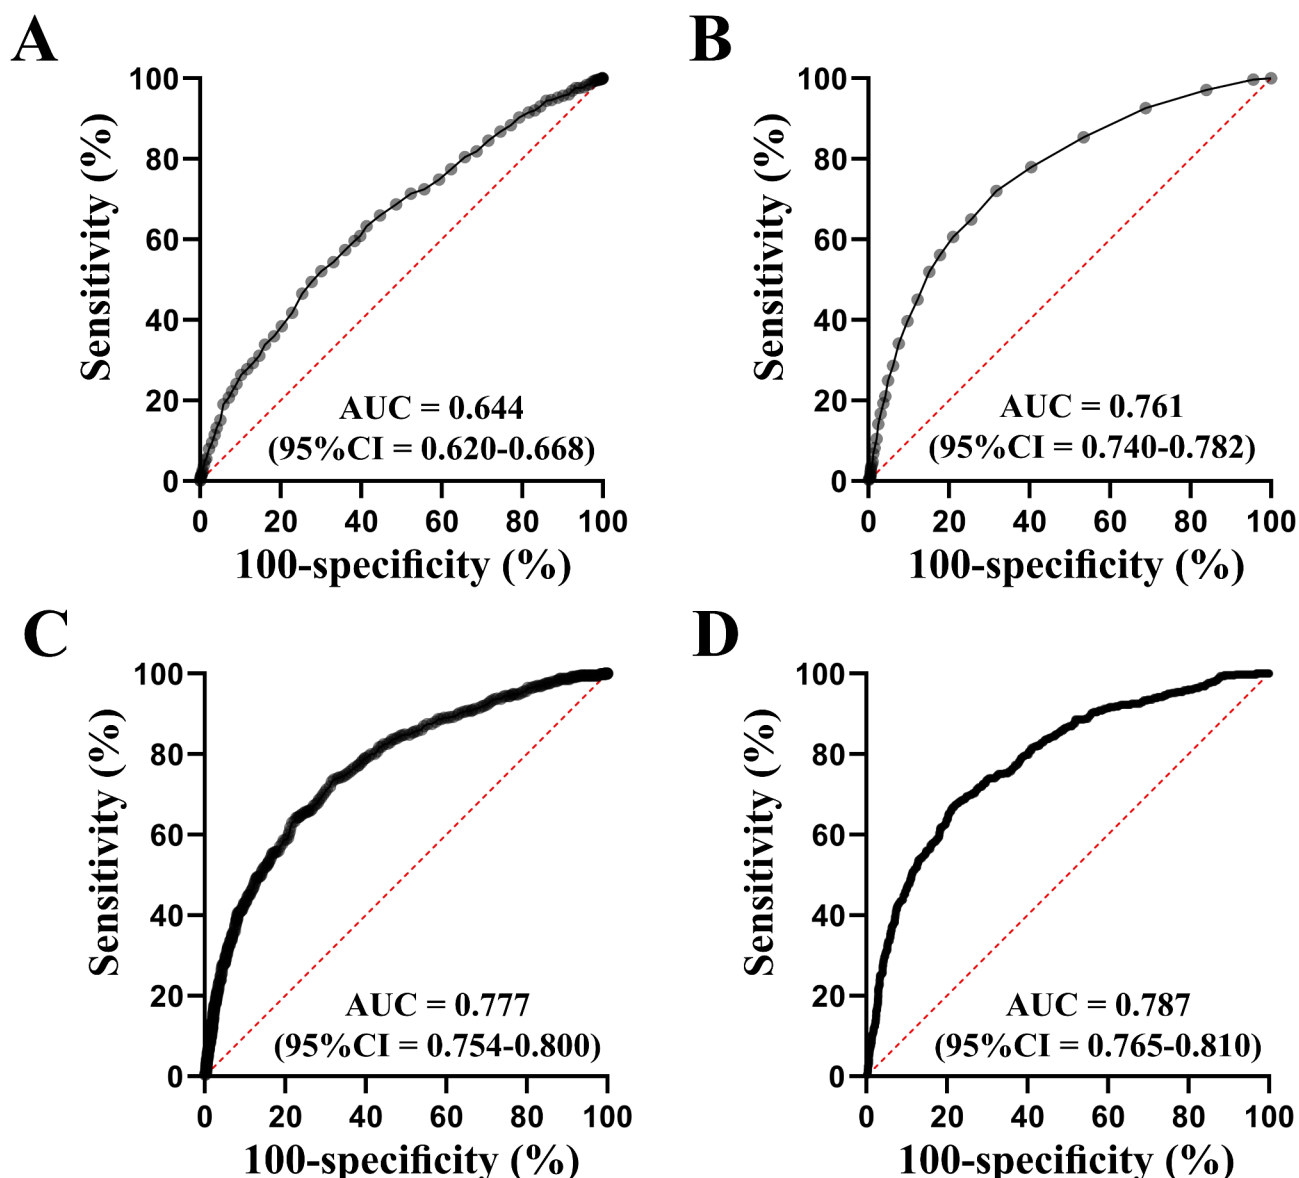 A
Sensitivity (%)
100
80
60
40
20
0
AUC = 0.644
(95%CI = 0.620-0.668)
0 20 40 60 80 100
100-specificity (%)
B
Sensitivity (%)
100
80
60
40
20
0
AUC = 0.761
(95%CI = 0.740-0.782)
0 20 40 60 80 100
100-specificity (%)
C
Sensitivity (%)
100
80
60
40
20
0
AUC = 0.777
(95%CI = 0.754-0.800)
0 20 40 60 80 100
100-specificity (%)
D
Sensitivity (%)
100
80
60
40
20
0
AUC = 0.787
(95%CI = 0.765-0.810)
0 20 40 60 80 100
100-specificity (%)